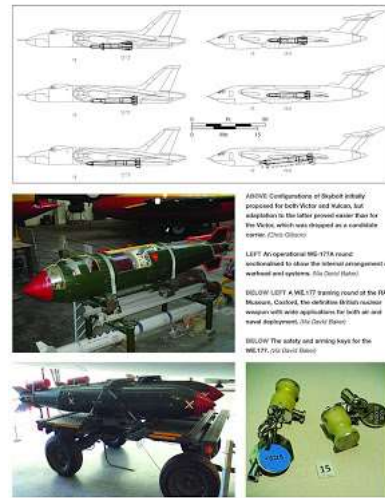 ABOVE Configurations of Skybolt initially
proposed for both Victor and Vulcan, but
adaptation to the latter proved easier than for
the Victor, which was dropped as a candidate
carrier. (Chris Gibson)
LEFT An operational WE.177A round
sectionalised to show the internal arrangement
warhead and systems. (Via David Baker)
BELOW LEFT A WE.177 training round at the
Museum, Cosford, the definitive British nuclear
weapon with wide applications for both air and
naval deployment. (Via David Baker)
BELOW The safety and arming keys for the
WE.177. (Via David Baker)
15